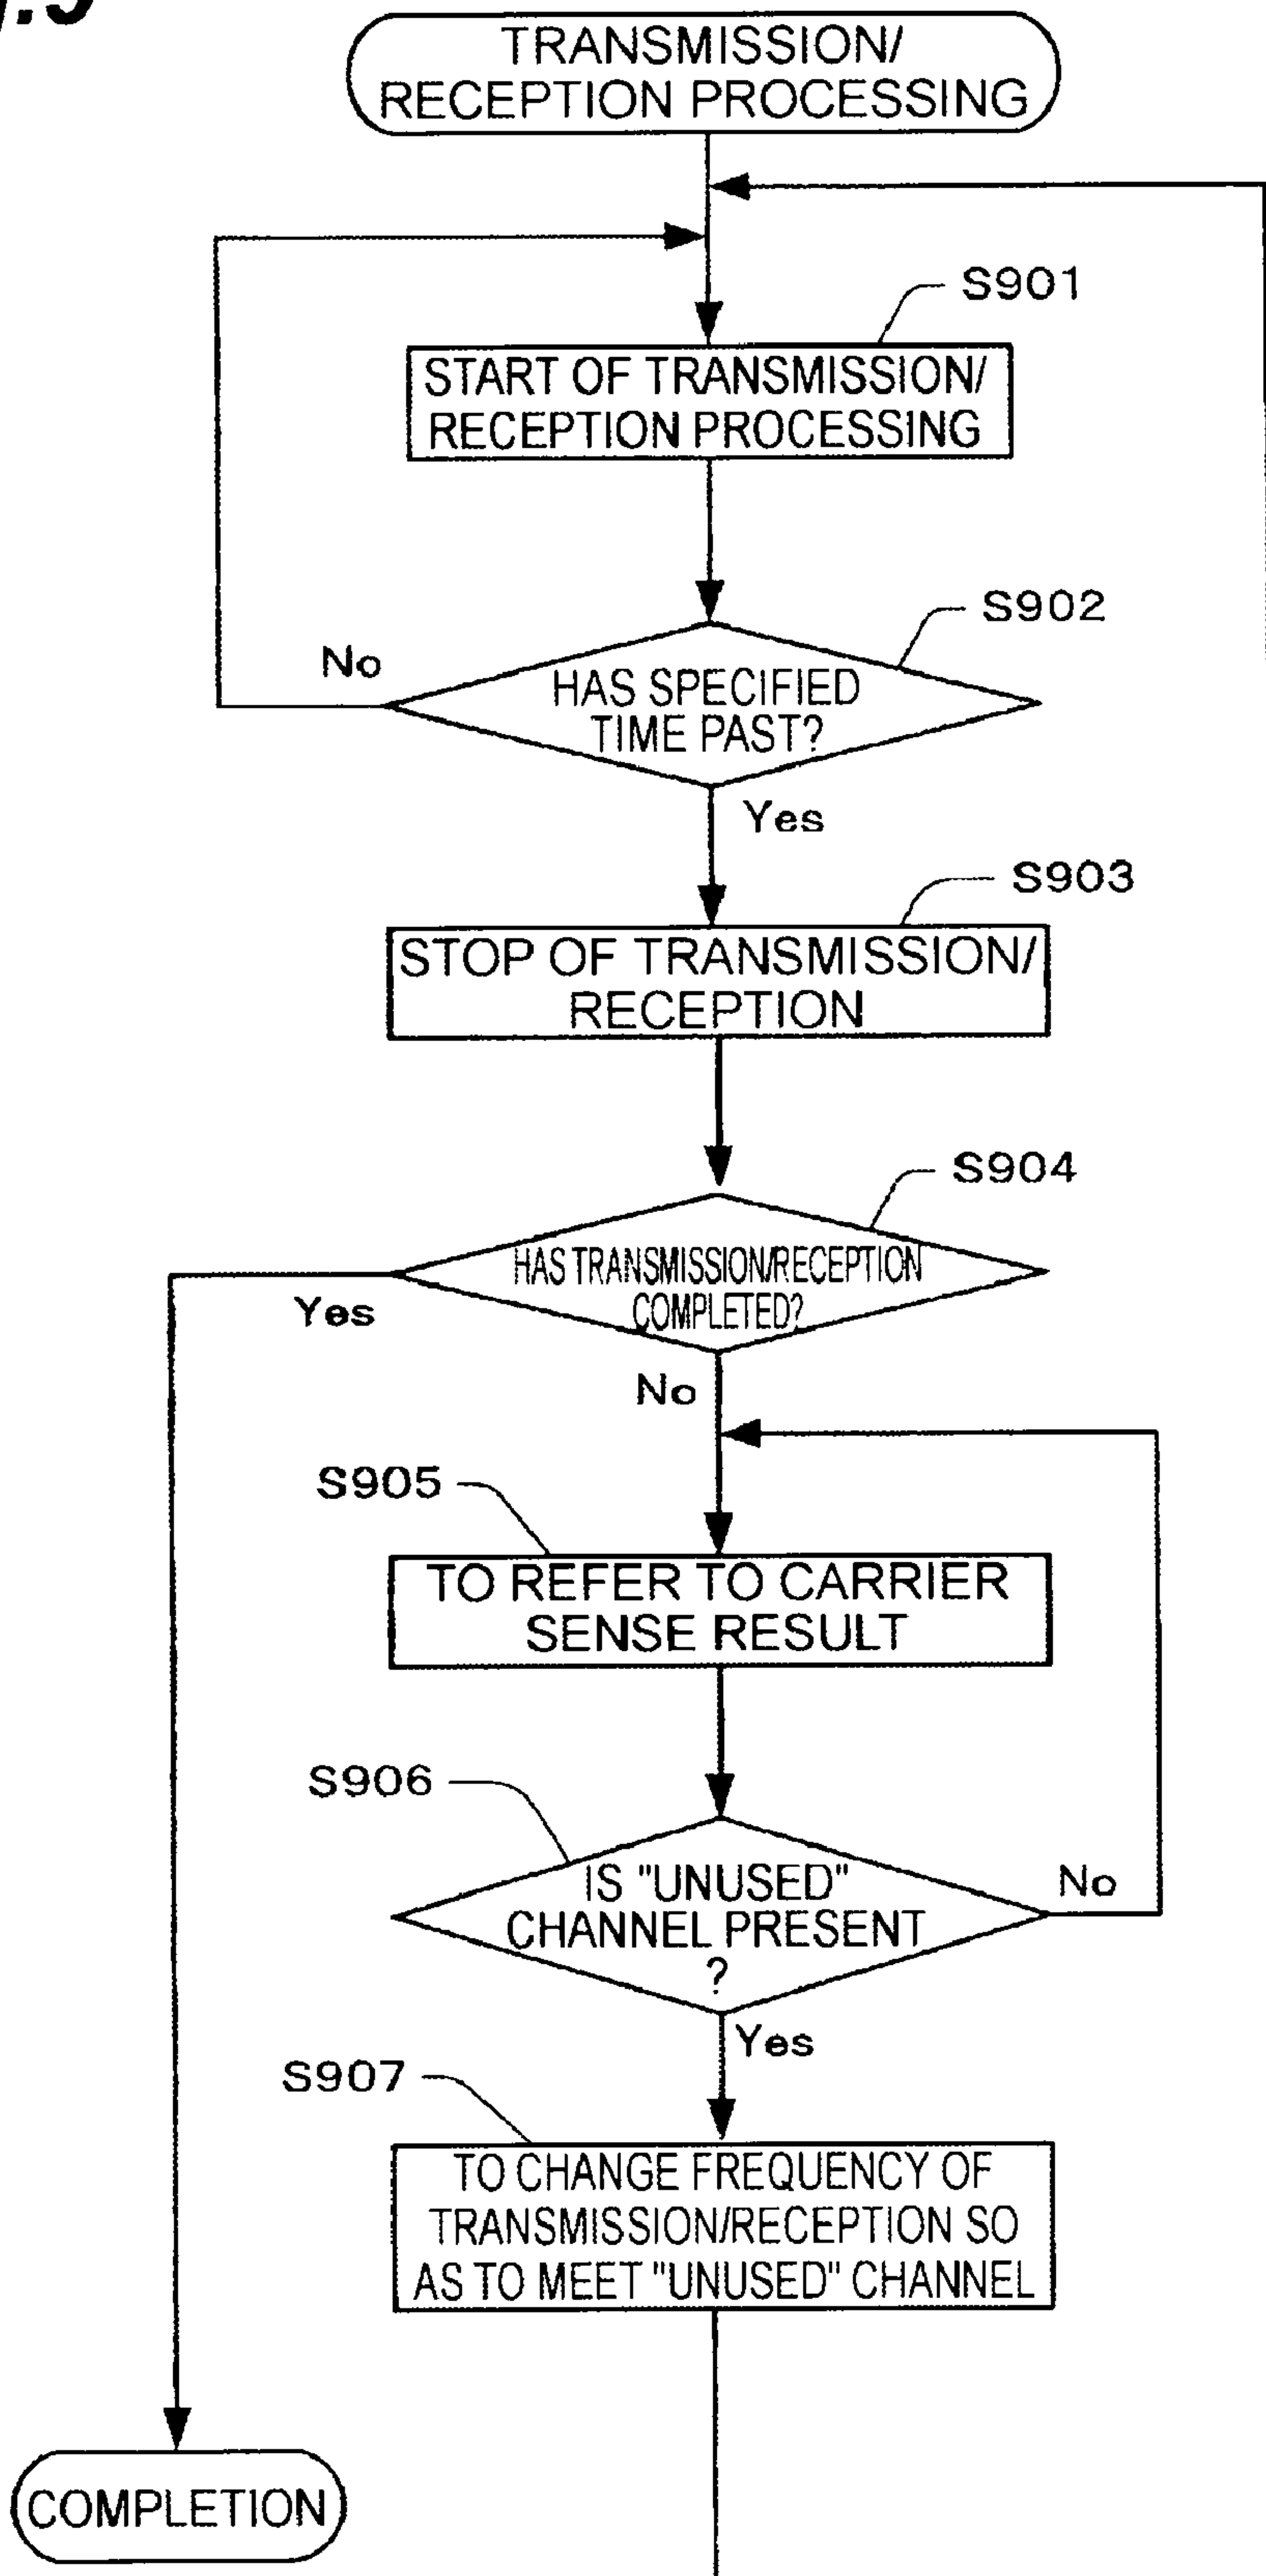 TRANSMISSION/
RECEPTION PROCESSING
S901
START OF TRANSMISSION/
RECEPTION PROCESSING
S902
No
HAS SPECIFIED
TIME PAST?
Yes
S903
STOP OF TRANSMISSION/
RECEPTION
S904
HAS TRANSMISSION/RECEPTION
COMPLETED?
Yes
No
S905
TO REFER TO CARRIER
SENSE RESULT
S906
IS "UNUSED"
CHANNEL PRESENT
?
No
Yes
S907
TO CHANGE FREQUENCY OF
TRANSMISSION/RECEPTION SO
AS TO MEET "UNUSED" CHANNEL
COMPLETION